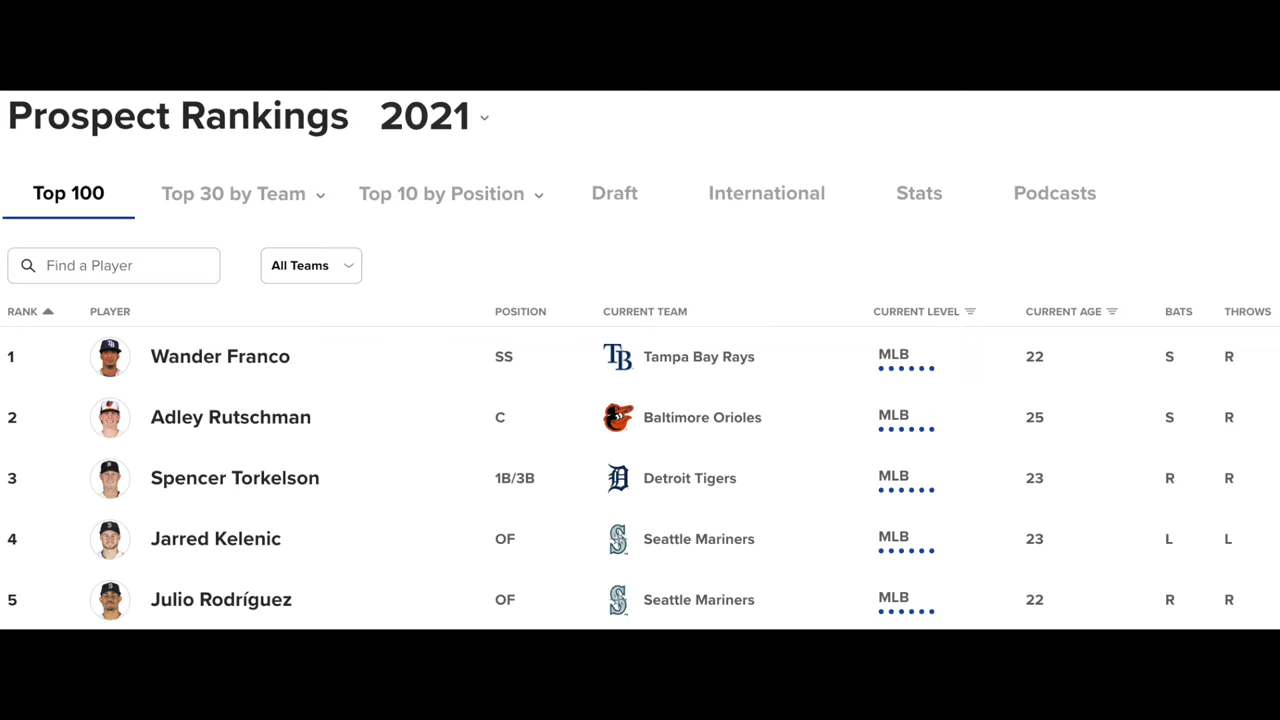 Prospect Rankings 2021
Top 100 Top 30 by Team Top 10 by Position Draft International Stats Podcasts
Find a Player All Teams
RANK PLAYER POSITION CURRENT TEAM CURRENT LEVEL CURRENT AGE BATS THROWS
1 Wander Franco SS TB Tampa Bay Rays MLB 22 S R
2 Adley Rutschman C Baltimore Orioles MLB 25 S R
3 Spencer Torkelson 1B/3B D Detroit Tigers MLB 23 R R
4 Jarred Kelenic OF S Seattle Mariners MLB 23 L L
5 Julio Rodríguez OF S Seattle Mariners MLB 22 R R